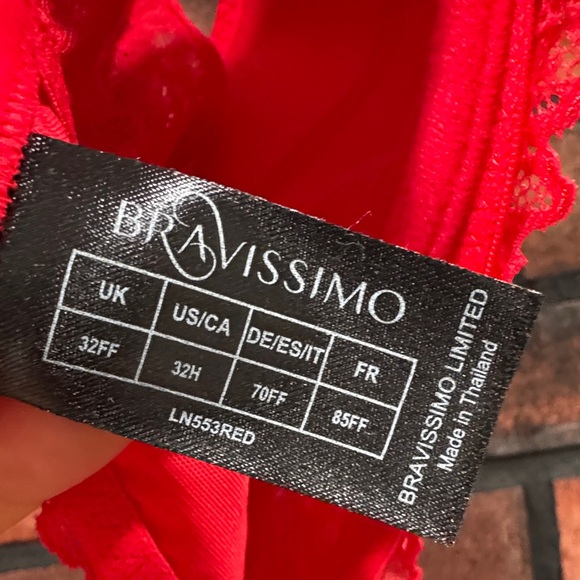 BRAVISSIMO
UK US/CA DE/ES/IT FR
32FF 32H 70FF 85FF
LN553RED
BRAVISSIMO LIMITED
Made in Thailand